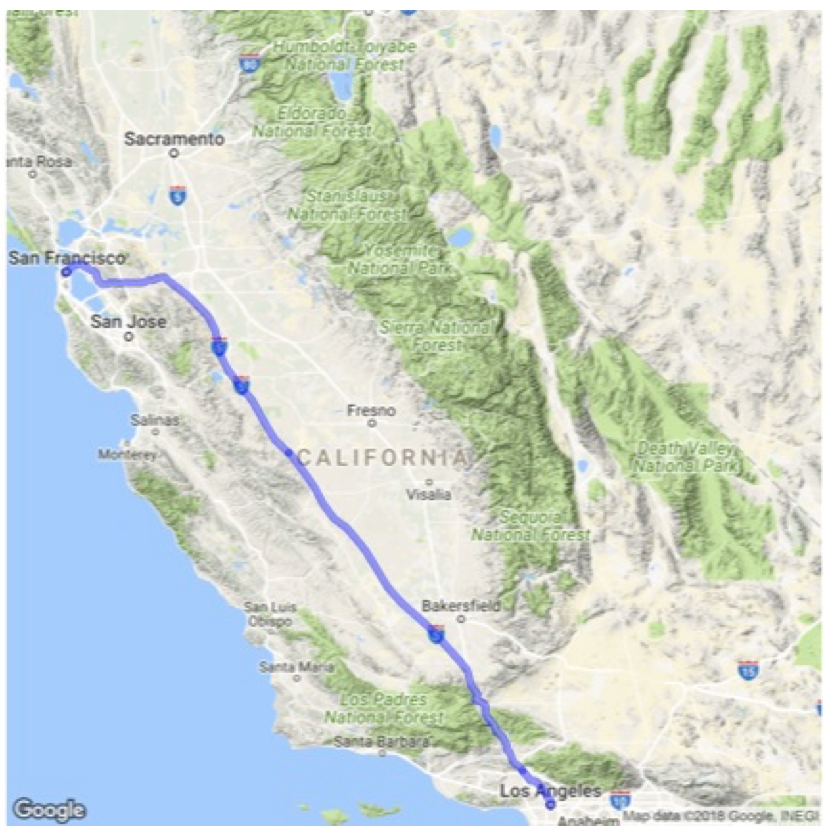 Humboldt-Toiyabe
National Forest
80
Eldorado
National Forest
Sacramento
anta Rosa
5
Stanislaus
National Forest
San Francisco
Yosemite
National Park
San Jose
Sierra National
Forest
5
5
Fresno
Salinas
Monterey
CALIFORNIA
Death Valley
National Park
Visalia
Sequoia
National Forest
San Luis
Obispo
Bakersfield
5
Santa Maria
15
Los Padres
National Forest
Santa Barbara
Los Angeles
10
Google
Anaheim
Map data ©2018 Google, INEGI